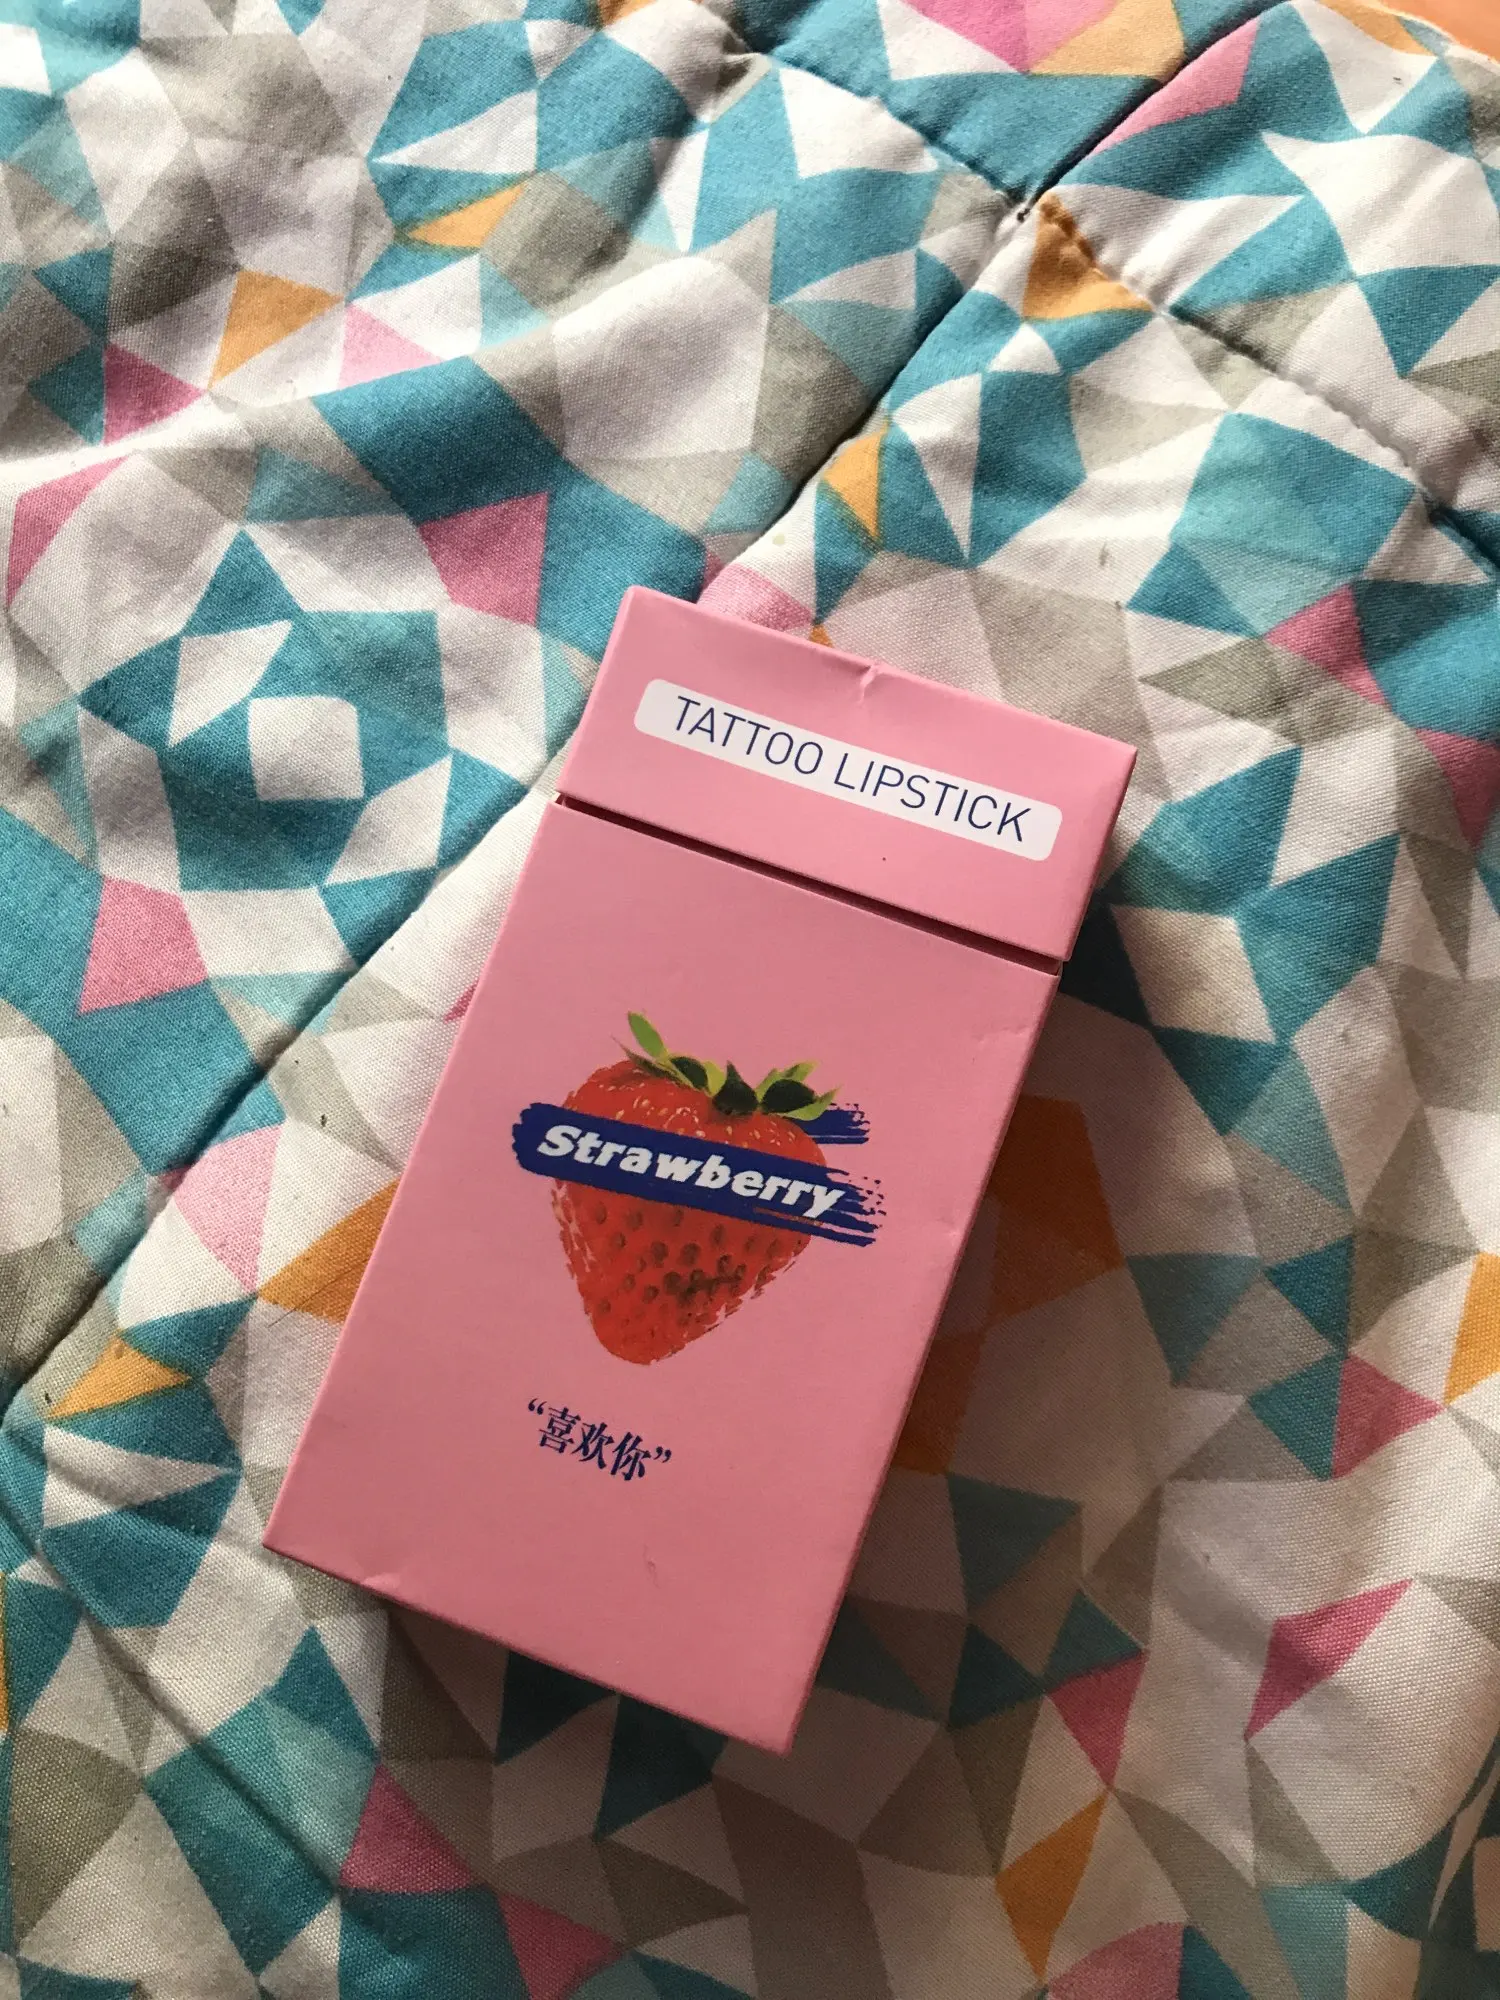 TATTOO LIPSTICK
Strawberry
“喜欢你”